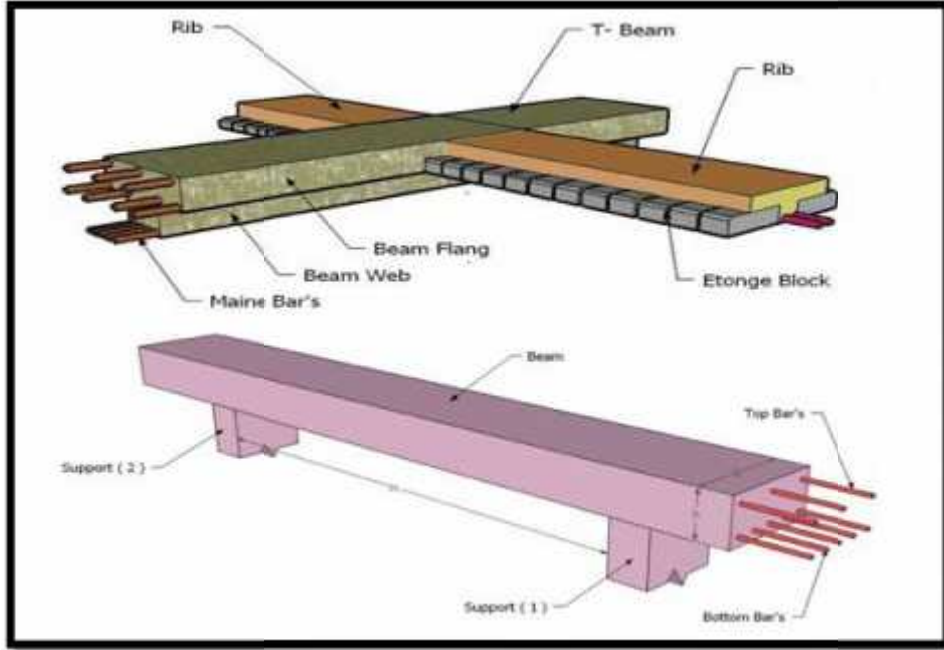 Rib
T- Beam
Rib
Beam Flang
Beam Web
Etonge Block
Maine Bar's
Beam
Top Bar's
Support ( 2 )
Support ( 1 )
Bottom Bar's